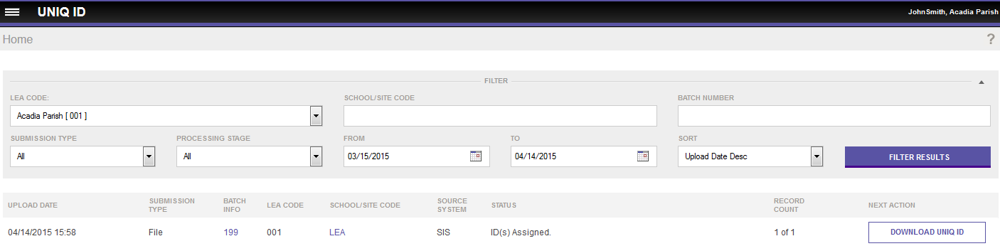 UNIQ ID
JohnSmith, Acadia Parish
Home
?
FILTER
LEA CODE: SCHOOL/SITE CODE BATCH NUMBER
Acadia Parish [ 001 ]
SUBMISSION TYPE PROCESSING STAGE FROM TO SORT
All All 03/15/2015 04/14/2015 Upload Date Desc FILTER RESULTS
UPLOAD DATE SUBMISSION TYPE BATCH INFO LEA CODE SCHOOL/SITE CODE SOURCE SYSTEM STATUS RECORD COUNT NEXT ACTION
04/14/2015 15:58 File 199 001 LEA SIS ID(s) Assigned. 1 of 1 DOWNLOAD UNIQ ID